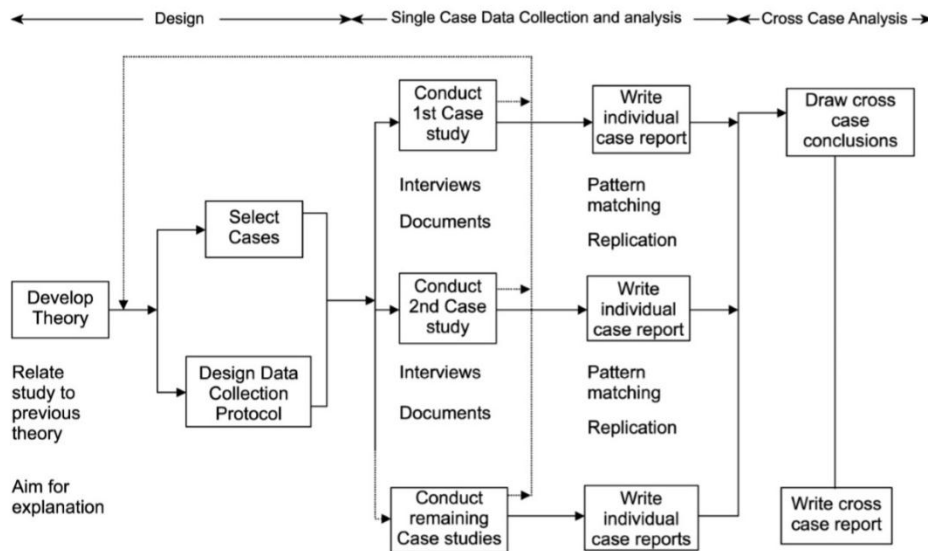 Design
Single Case Data Collection and analysis
Cross Case Analysis
Develop
Theory
Relate
study to
previous
theory
Aim for
explanation
Select
Cases
Design Data
Collection
Protocol
Conduct
1st Case
study
Interviews
Documents
Conduct
2nd Case
study
Interviews
Documents
Conduct
remaining
Case studies
Write
individual
case report
Pattern
matching
Replication
Write
individual
case report
Pattern
matching
Replication
Write
individual
case reports
Draw cross
case
conclusions
Write cross
case report